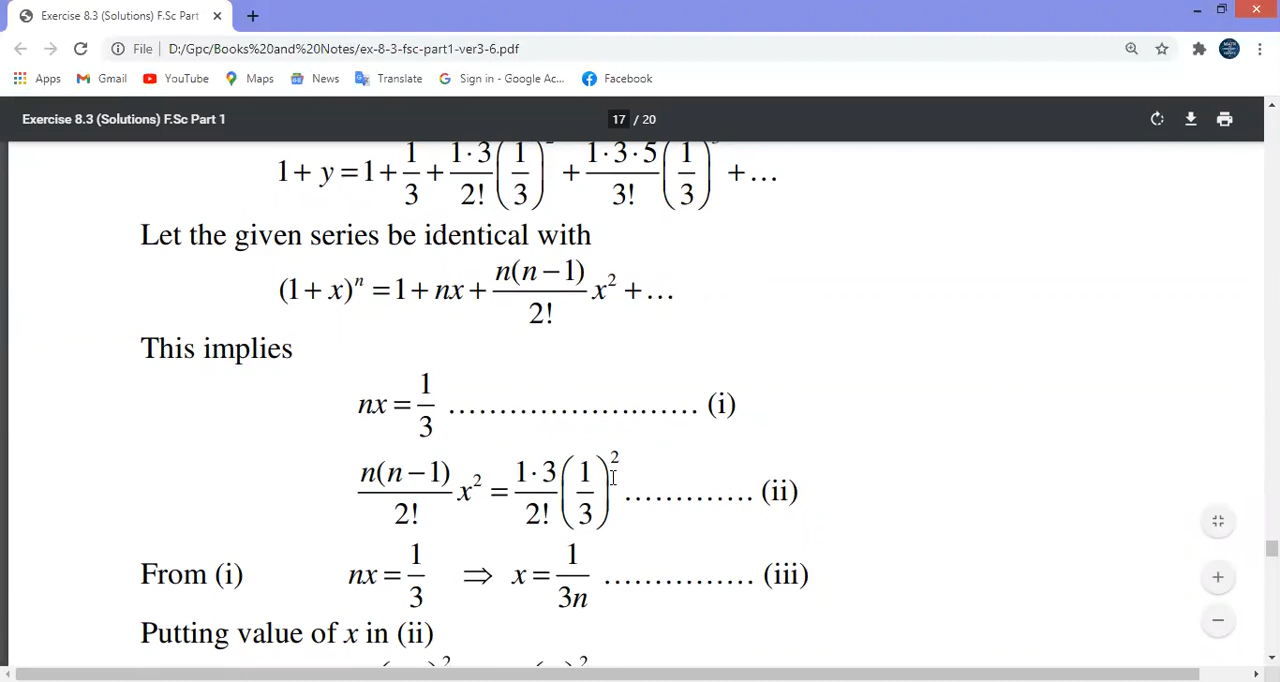 Exercise 8.3 (Solutions) F.Sc Part
File | D:/Gpc/Books%20and%20Notes/ex-8-3-fsc-part1-ver3-6.pdf
Apps Gmail YouTube Maps News Translate Sign in - Google Ac... Facebook
Exercise 8.3 (Solutions) F.Sc Part 1 17 / 20
1 + y = 1 + 1/3 + 1·3/2! (1/3) + 1·3·5/3! (1/3) + ...
Let the given series be identical with
(1 + x)^n = 1 + nx + n(n − 1)/2! x² + ...
This implies
nx = 1/3 ........................... (i)
n(n − 1)/2! x² = 1·3/2! (1/3)² ............. (ii)
From (i) nx = 1/3 ⇒ x = 1/3n ............... (iii)
Putting value of x in (ii)